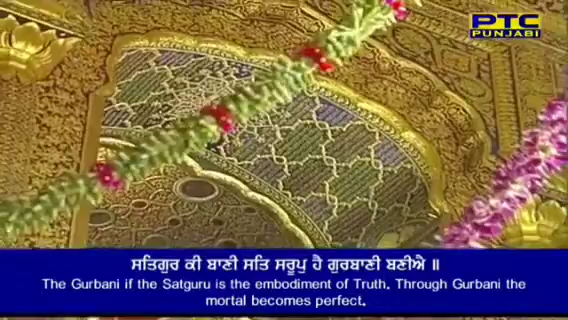 PTC
PUNJABI
ਸਤਿਗੁਰ ਕੀ ਬਾਣੀ ਸਤਿ ਸਰੂਪੁ ਹੈ ਗੁਰਬਾਣੀ ਬਣੀਐ ॥
The Gurbani if the Satguru is the embodiment of Truth. Through Gurbani the
mortal becomes perfect.